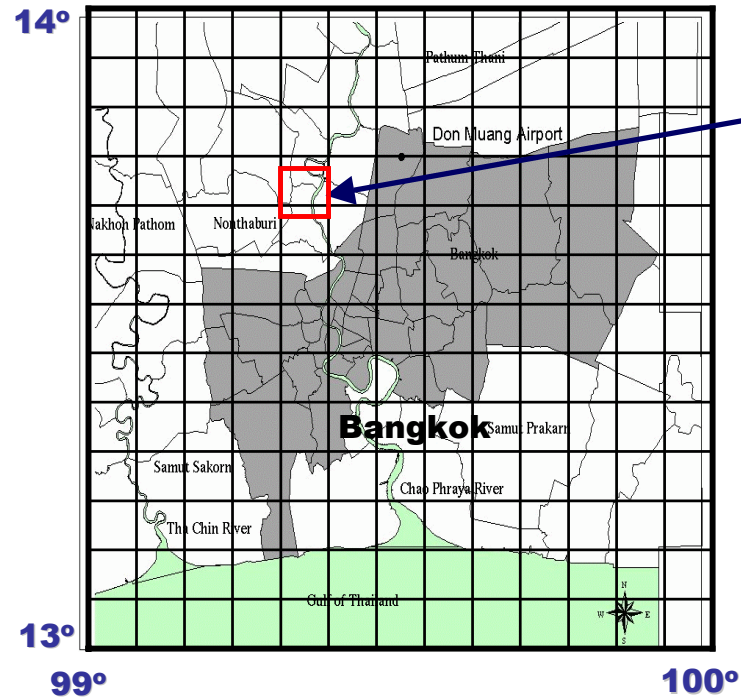 14º
Pathum Thani
Don Muang Airport
Nakhon Pathom
Nonthaburi
Bangkok
Bangkok
Samut Prakarn
Samut Sakorn
Chao Phraya River
Tha Chin River
Gulf of Thailand
N
W E
S
13º
99º
100º